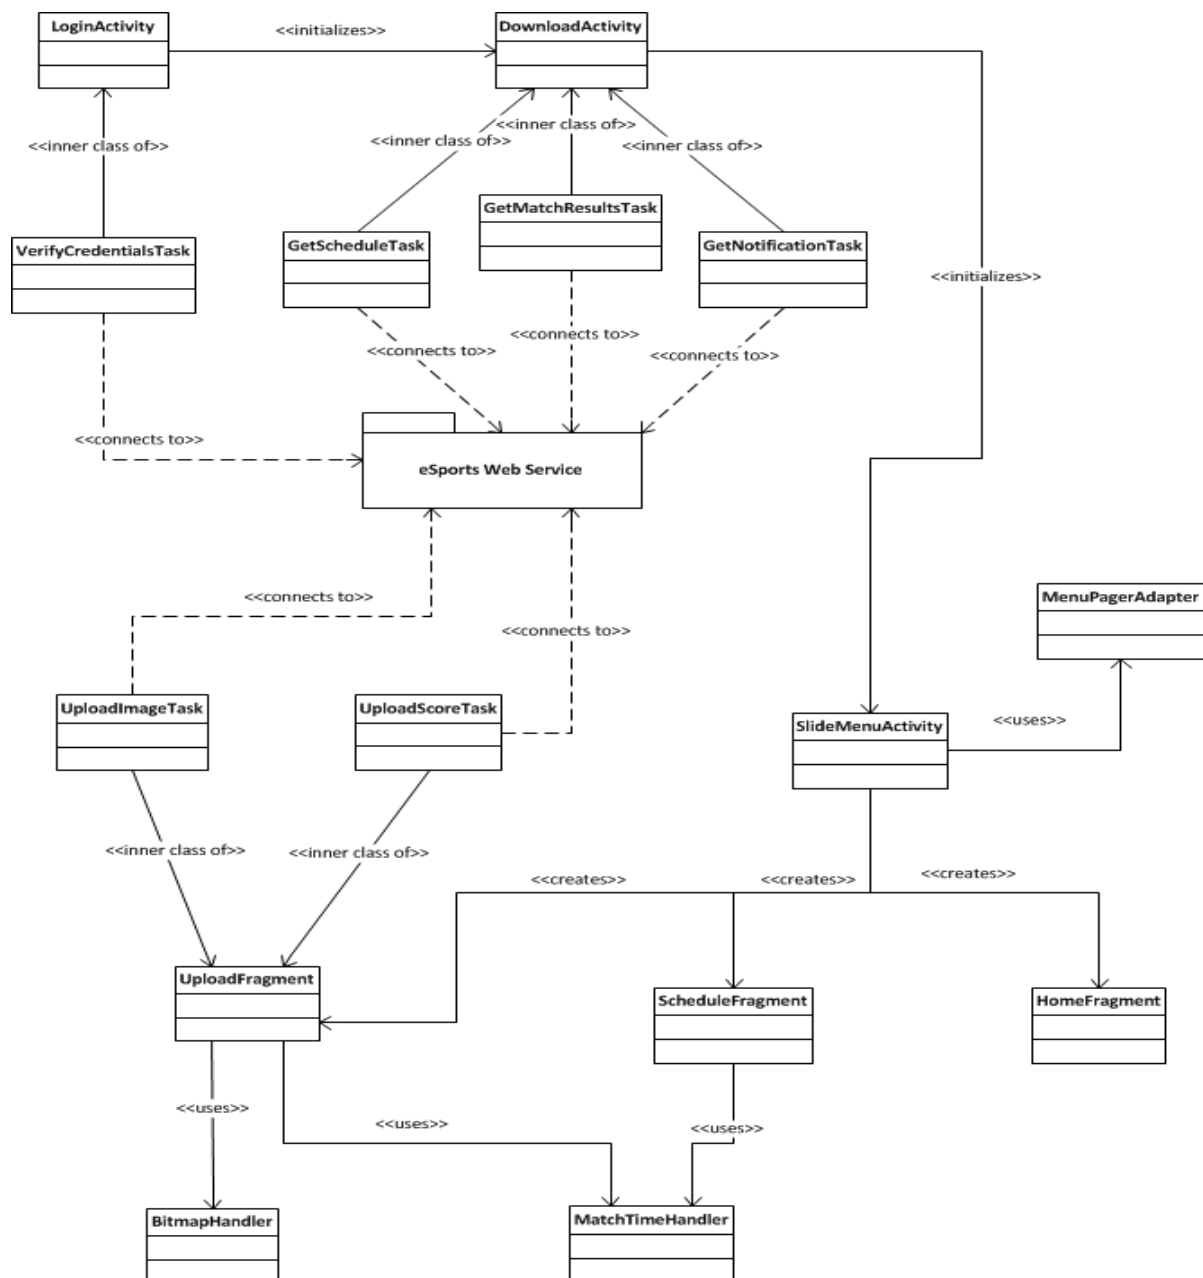 LoginActivity
<<initializes>>
DownloadActivity
<<inner class of>>
<<inner class of>>
<<inner class of>>
<<inner class of>>
GetMatchResultsTask
VerifyCredentialsTask
GetScheduleTask
GetNotificationTask
<<initializes>>
<<connects to>>
<<connects to>>
<<connects to>>
<<connects to>>
eSports Web Service
<<connects to>>
MenuPagerAdapter
<<connects to>>
UploadImageTask
UploadScoreTask
SlideMenuActivity
<<uses>>
<<inner class of>>
<<inner class of>>
<<creates>>
<<creates>>
<<creates>>
UploadFragment
ScheduleFragment
HomeFragment
<<uses>>
<<uses>>
<<uses>>
BitmapHandler
MatchTimeHandler